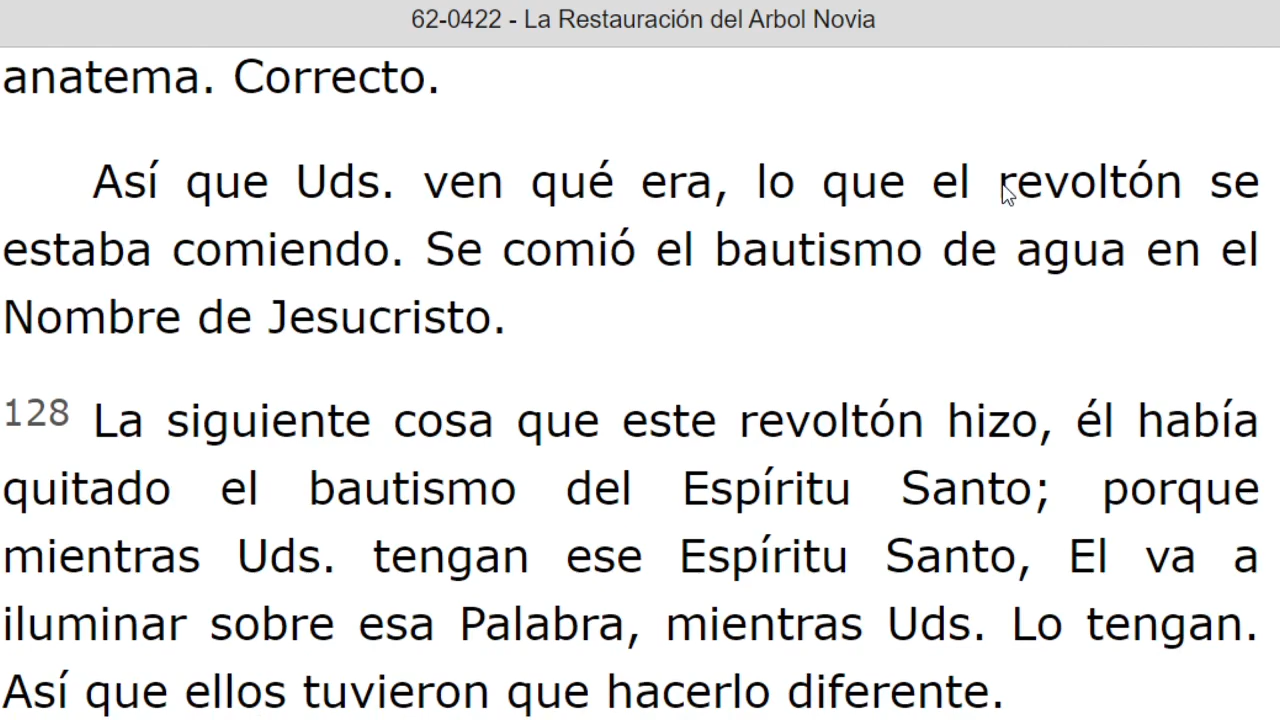 62-0422 - La Restauración del Arbol Novia
anatema. Correcto.
Así que Uds. ven qué era, lo que el revoltón se
estaba comiendo. Se comió el bautismo de agua en el
Nombre de Jesucristo.
128 La siguiente cosa que este revoltón hizo, él había
quitado el bautismo del Espíritu Santo; porque
mientras Uds. tengan ese Espíritu Santo, El va a
iluminar sobre esa Palabra, mientras Uds. Lo tengan.
Así que ellos tuvieron que hacerlo diferente.